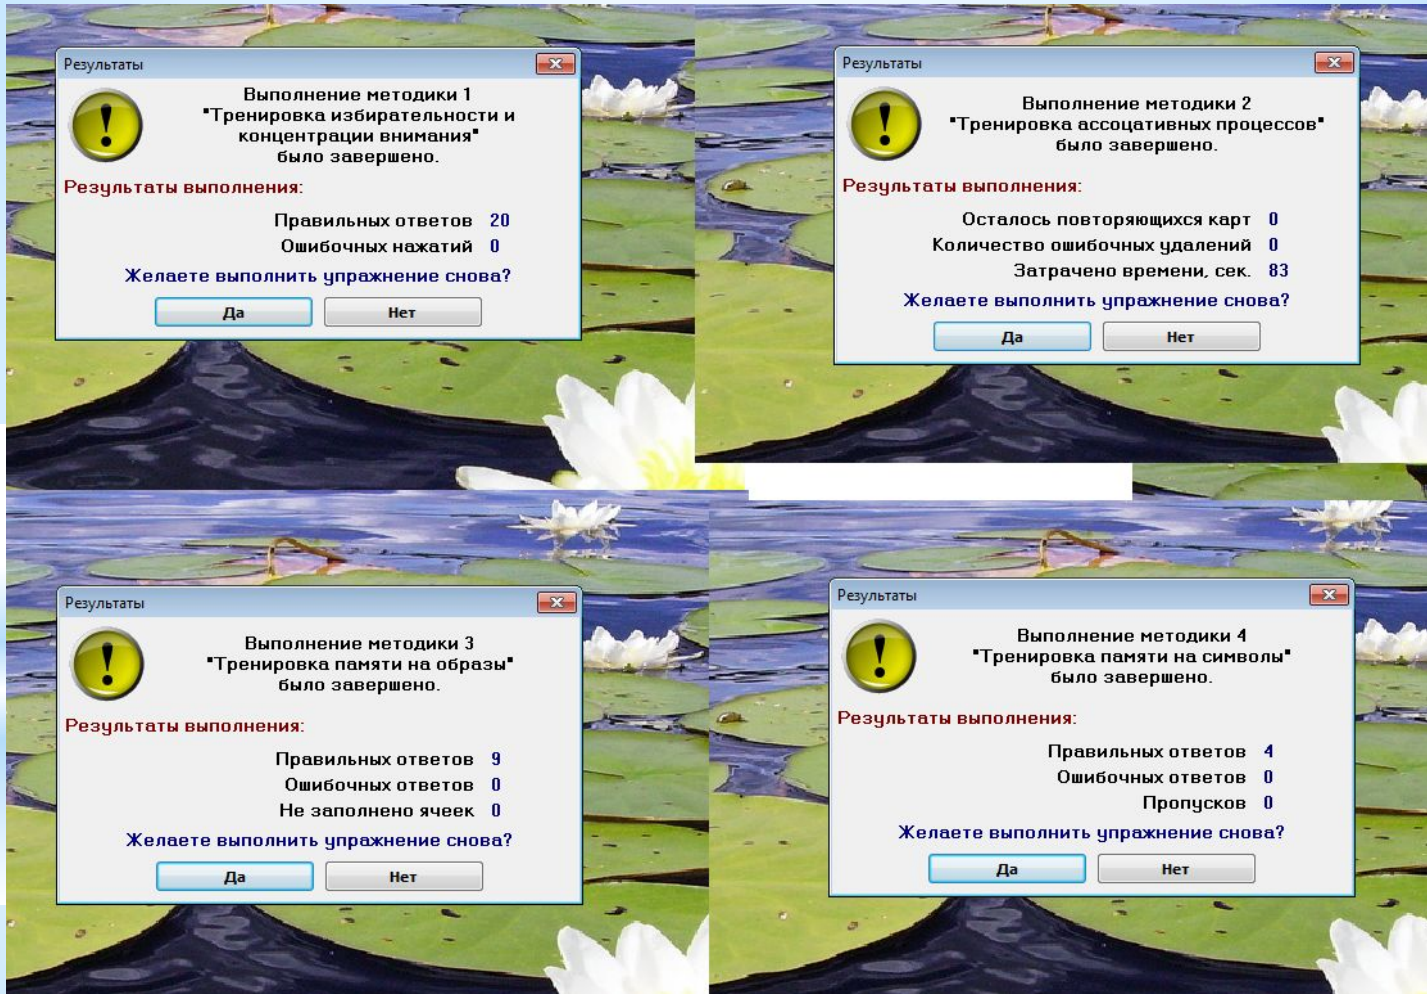 Результаты
Выполнение методики 1
"Тренировка избирательности и
концентрации внимания"
было завершено.
Результаты выполнения:
Правильных ответов 20
Ошибочных нажатий 0
Желаете выполнить упражнение снова?
Да Нет
Результаты
Выполнение методики 2
"Тренировка ассоцативных процессов"
было завершено.
Результаты выполнения:
Осталось повторяющихся карт 0
Количество ошибочных удалений 0
Затрачено времени, сек. 83
Желаете выполнить упражнение снова?
Да Нет
Результаты
Выполнение методики 3
"Тренировка памяти на образы"
было завершено.
Результаты выполнения:
Правильных ответов 9
Ошибочных ответов 0
Не заполнено ячеек 0
Желаете выполнить упражнение снова?
Да Нет
Результаты
Выполнение методики 4
"Тренировка памяти на символы"
было завершено.
Результаты выполнения:
Правильных ответов 4
Ошибочных ответов 0
Пропусков 0
Желаете выполнить упражнение снова?
Да Нет